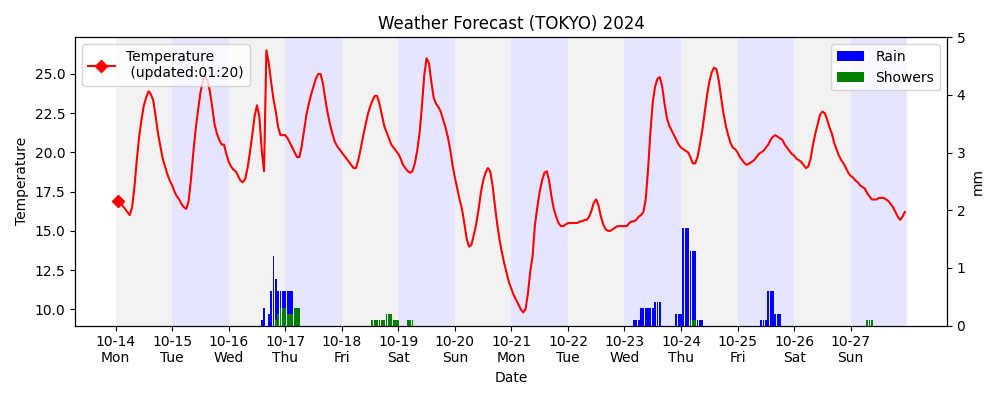 Weather Forecast (TOKYO) 2024
Temperature
(updated:01:20)
Rain
Showers
Temperature
25.0
22.5
20.0
17.5
15.0
12.5
10.0
5
4
3
2
1
0
mm
10-14 10-15 10-16 10-17 10-18 10-19 10-20 10-21 10-22 10-23 10-24 10-25 10-26 10-27
Mon Tue Wed Thu Fri Sat Sun Mon Tue Wed Thu Fri Sat Sun
Date